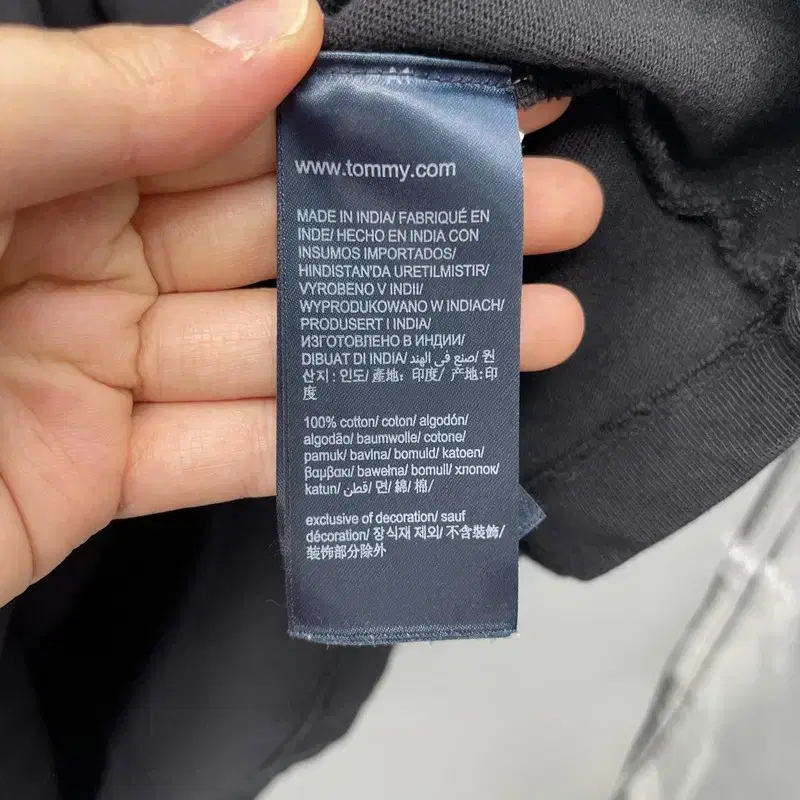 www.tommy.com
MADE IN INDIA/ FABRIQUÉ EN
INDE/ HECHO EN INDIA CON
INSUMOS IMPORTADOS/
HINDISTAN'DA URETILMISTIR/
VYROBENO V INDII/
WYPRODUKOWANO W INDIACH/
PRODUSERT I INDIA/
ИЗГОТОВЛЕНО В ИНДИИ/
DIBUAT DI INDIA/ صنع في الهند/ 원
산지 : 인도/ 產地：印度/ 产地:印
度
100% cotton/ coton/ algodón/
algodão/ baumwolle/ cotone/
pamuk/ bavlna/ bomuld/ katoen/
βαμβακι/ bawełna/ bomull/ хлопок/
katun/ قطن/ 면/ 綿/ 棉/
exclusive of decoration/ sauf
décoration/ 장식재 제외/ 不含裝飾/
装饰部分除外